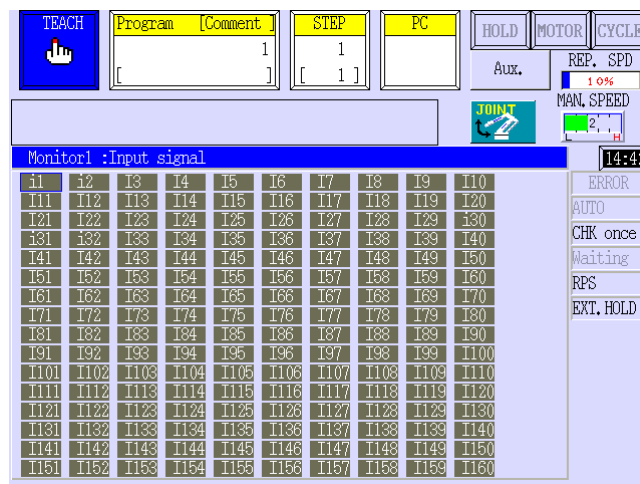 TEACH Program [Comment ] STEP PC HOLD MOTOR CYCLE
1 1
[ ] [ 1 ]
Aux. REP. SPD
10%
JOINT MAN.SPEED
2
L H
Monitor1 :Input signal 14:4
i1 i2 I3 I4 I5 I6 I7 I8 I9 I10 ERROR
I11 I12 I13 I14 I15 I16 I17 I18 I19 I20 AUTO
I21 I22 I23 I24 I25 I26 I27 I28 I29 i30
i31 i32 I33 I34 I35 I36 I37 I38 I39 I40 CHK once
I41 I42 I43 I44 I45 I46 I47 I48 I49 I50 Waiting
I51 I52 I53 I54 I55 I56 I57 I58 I59 I60 RPS
I61 I62 I63 I64 I65 I66 I67 I68 I69 I70
I71 I72 I73 I74 I75 I76 I77 I78 I79 I80 EXT.HOLD
I81 I82 I83 I84 I85 I86 I87 I88 I89 I90
I91 I92 I93 I94 I95 I96 I97 I98 I99 I100
I101 I102 I103 I104 I105 I106 I107 I108 I109 I110
I111 I112 I113 I114 I115 I116 I117 I118 I119 I120
I121 I122 I123 I124 I125 I126 I127 I128 I129 I130
I131 I132 I133 I134 I135 I136 I137 I138 I139 I140
I141 I142 I143 I144 I145 I146 I147 I148 I149 I150
I151 I152 I153 I154 I155 I156 I157 I158 I159 I160